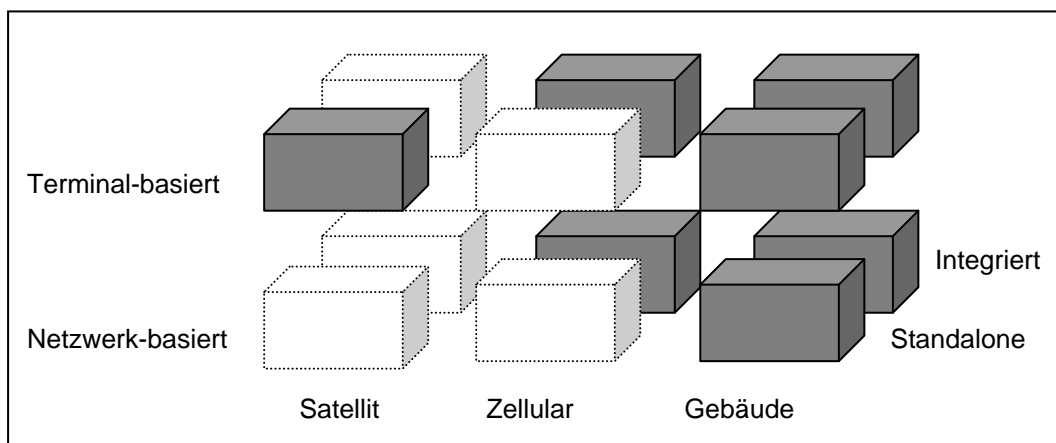 Terminal-basiert
Integriert
Netzwerk-basiert
Standalone
Satellit
Zellular
Gebäude